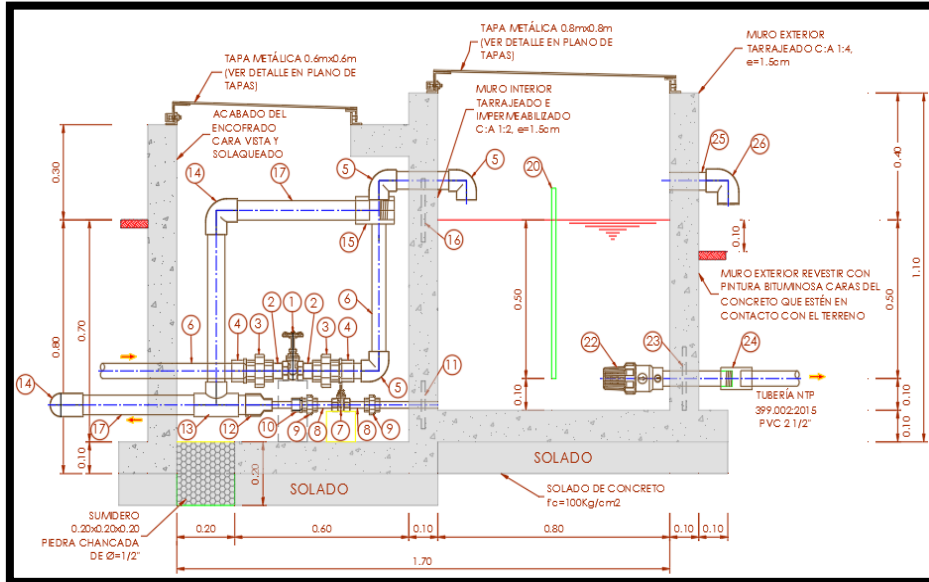 TAPA METÁLICA 0.6mx0.6m
(VER DETALLE EN PLANO DE
TAPAS)
TAPA METÁLICA 0.8mx0.8m
(VER DETALLE EN PLANO DE
TAPAS)
MURO EXTERIOR
TARRAJEADO C:A 1:4,
e=1.5cm
ACABADO DEL
ENCOFRADO
CARA VISTA Y
SOLAQUEADO
MURO INTERIOR
TARRAJEADO E
IMPERMEABILIZADO
C:A 1:2, e=1.5cm
0.30
14
17
5
5
20
25
26
0.40
15
16
0.10
1.10
MURO EXTERIOR REVESTIR CON
PINTURA BITUMINOSA CARAS DEL
CONCRETO QUE ESTÉN EN
CONTACTO CON EL TERRENO
0.80
0.70
0.50
0.50
6
4
3
2
1
2
3
4
6
5
11
22
23
24
14
17
13
12
10
9
8
7
8
9
0.10
0.10
0.10
TUBERÍA NTP
399.002:2015
PVC 2 1/2"
0.10
0.20
SOLADO
SOLADO
SOLADO DE CONCRETO
f'c=100Kg/cm2
SUMIDERO
0.20x0.20x0.20
PIEDRA CHANCADA
DE Ø=1/2"
0.20
0.60
0.10
0.80
0.10
0.10
1.70